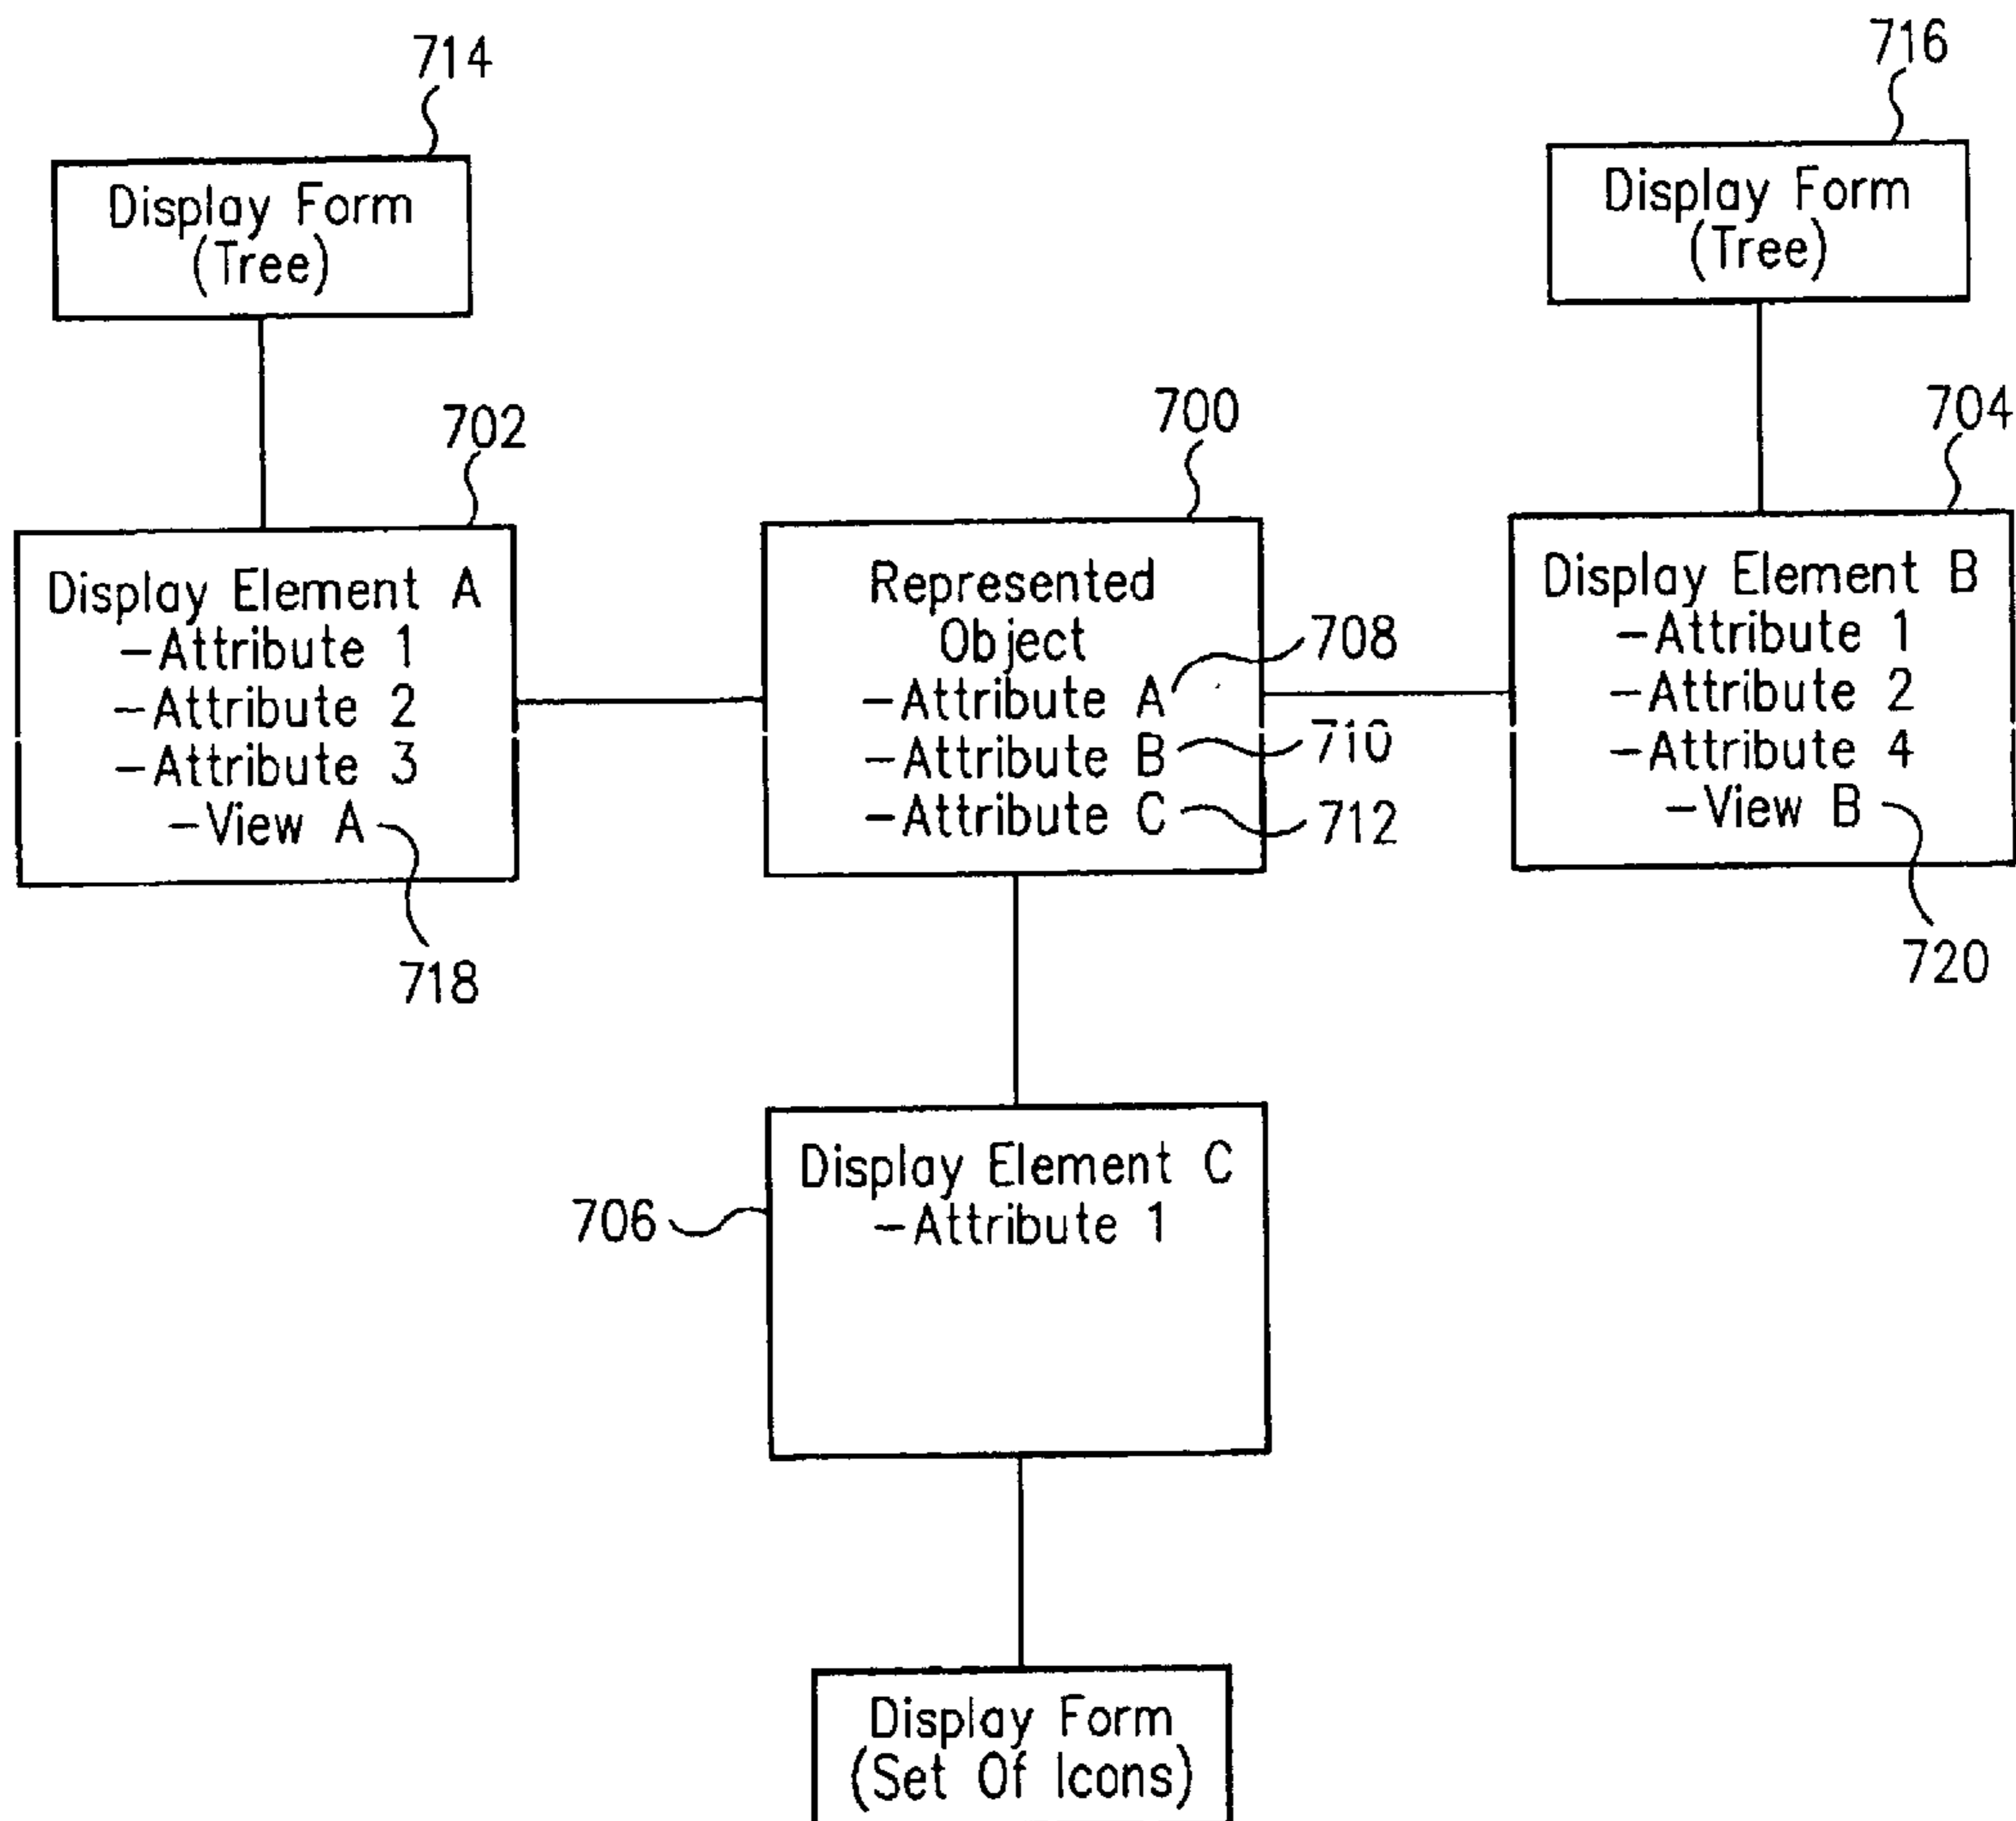 714
716
Display Form
(Tree)
Display Form
(Tree)
702
700
704
Display Element A
-Attribute 1
-Attribute 2
-Attribute 3
-View A
718
Represented
Object
-Attribute A
-Attribute B
-Attribute C
708
710
712
Display Element B
-Attribute 1
-Attribute 2
-Attribute 4
-View B
720
706
Display Element C
-Attribute 1
Display Form
(Set Of Icons)